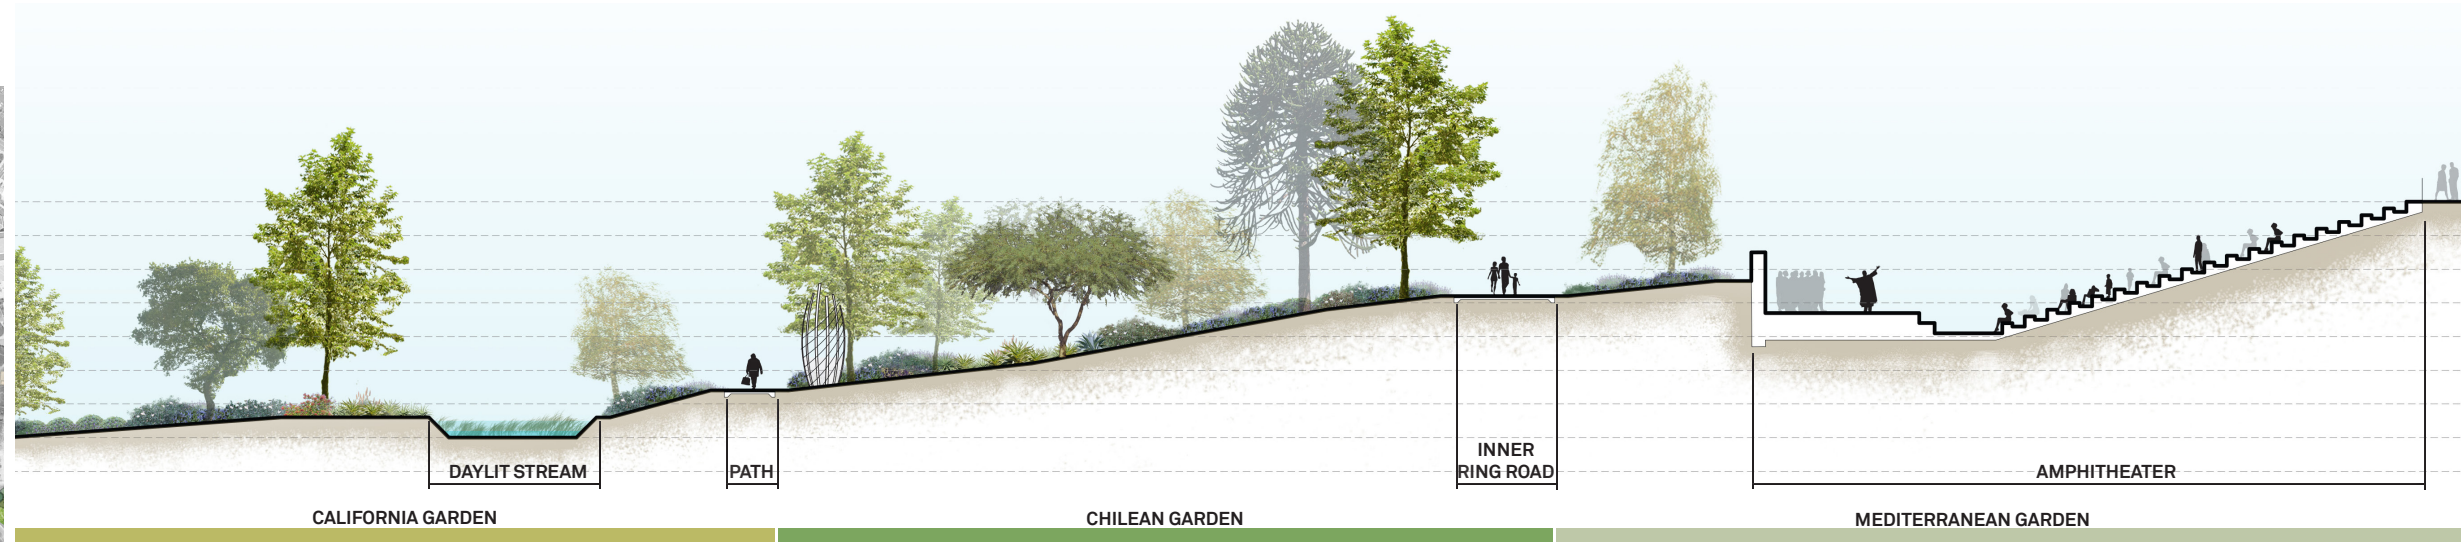 DAYLIT STREAM
PATH
INNER
RING ROAD
AMPHITHEATER
CALIFORNIA GARDEN
CHILEAN GARDEN
MEDITERRANEAN GARDEN